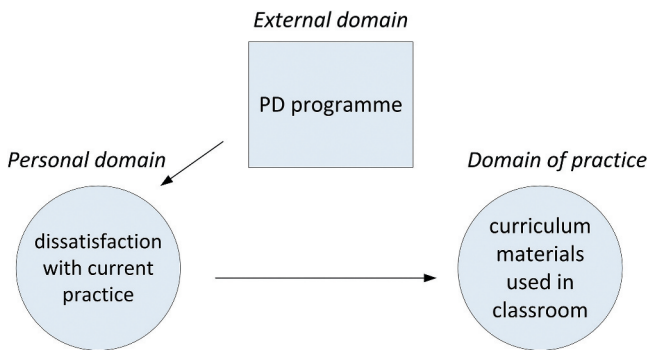 External domain
PD programme
Personal domain
dissatisfaction
with current
practice
Domain of practice
curriculum
materials
used in
classroom